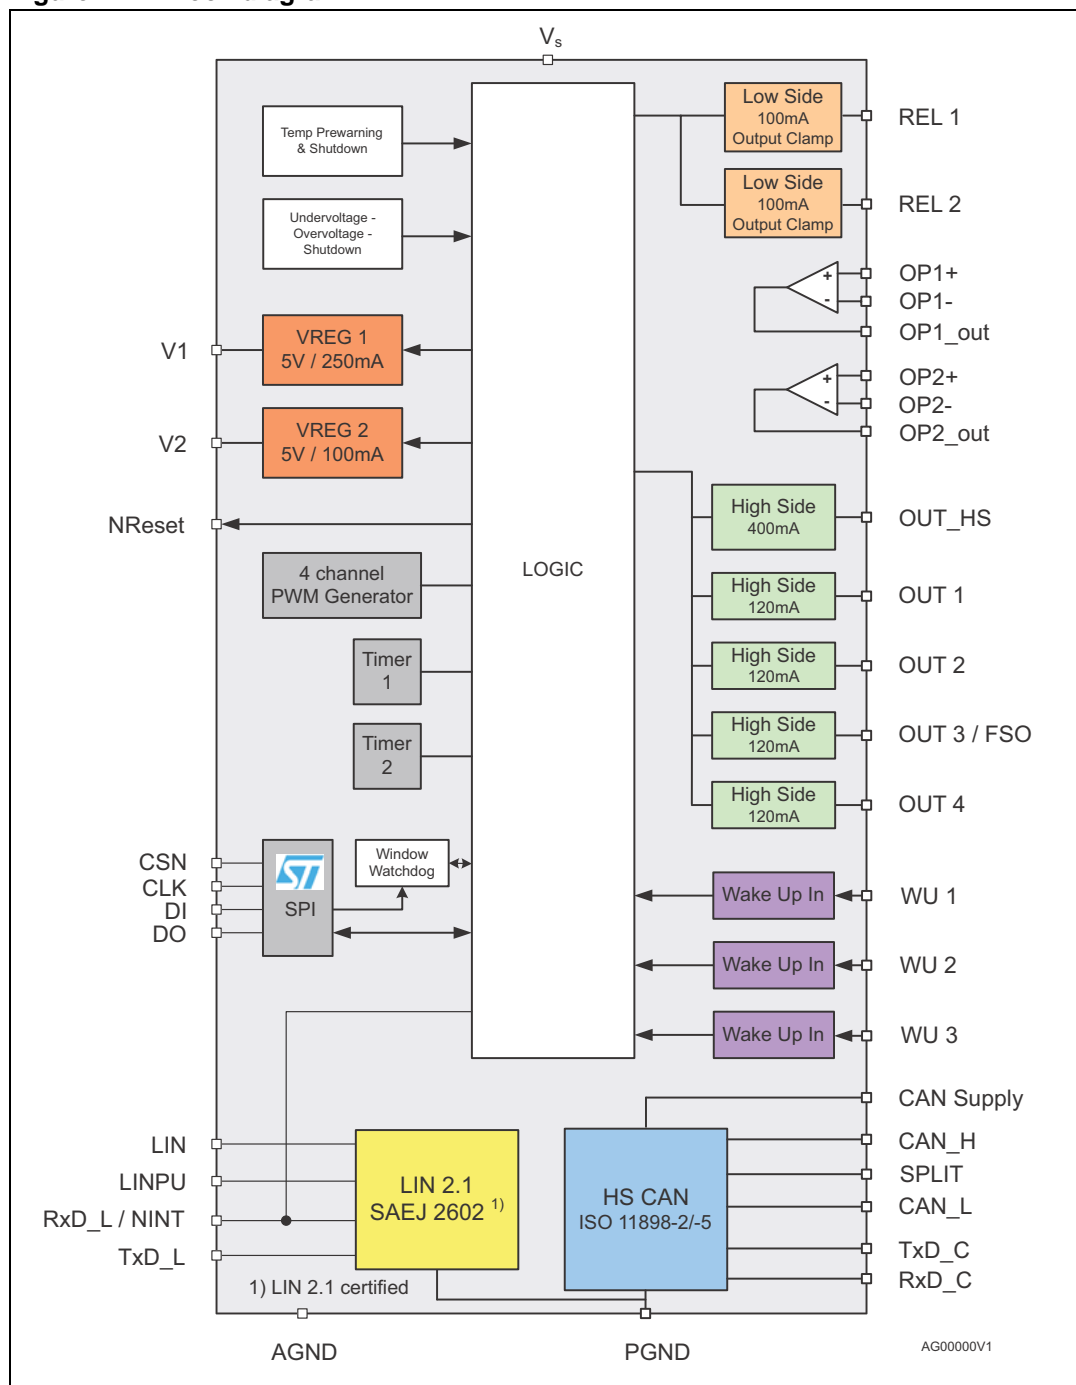 Vs
Temp Prewarning
& Shutdown
Undervoltage -
Overvoltage -
Shutdown
V1
VREG 1
5V / 250mA
V2
VREG 2
5V / 100mA
NReset
4 channel
PWM Generator
Timer
1
Timer
2
CSN
CLK
DI
DO
ST
SPI
Window
Watchdog
LOGIC
Low Side
100mA
Output Clamp
REL 1
Low Side
100mA
Output Clamp
REL 2
+
-
OP1+
OP1-
OP1_out
+
-
OP2+
OP2-
OP2_out
High Side
400mA
OUT_HS
High Side
120mA
OUT 1
High Side
120mA
OUT 2
High Side
120mA
OUT 3 / FSO
High Side
120mA
OUT 4
Wake Up In
WU 1
Wake Up In
WU 2
Wake Up In
WU 3
LIN
LINPU
RxD_L / NINT
TxD_L
LIN 2.1
SAEJ 2602 1)
1) LIN 2.1 certified
HS CAN
ISO 11898-2/-5
CAN Supply
CAN_H
SPLIT
CAN_L
TxD_C
RxD_C
AGND
PGND
AG00000V1